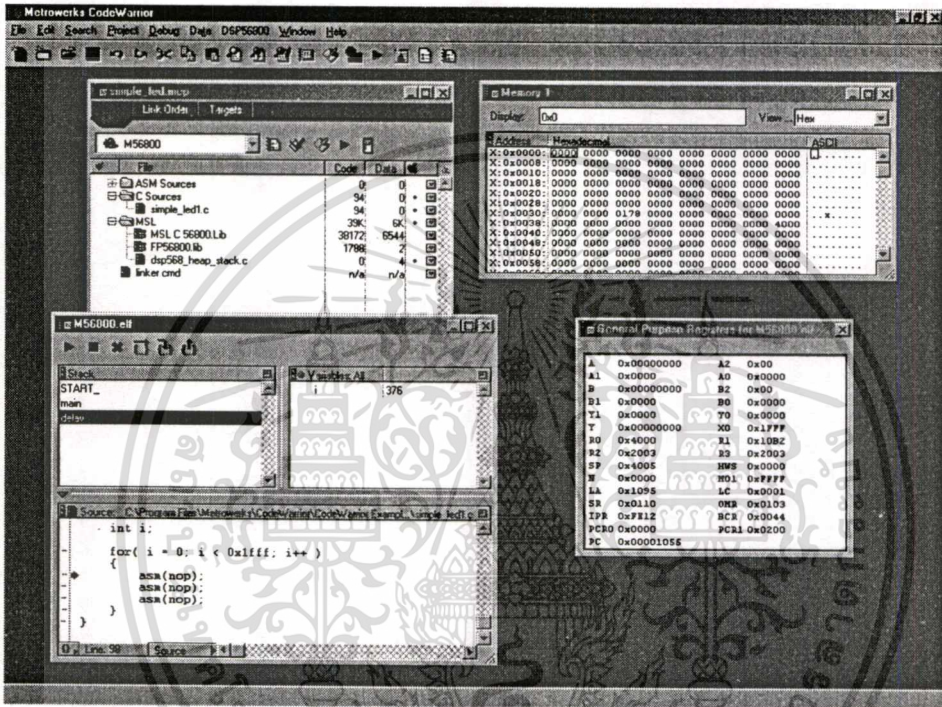 Metrowerks CodeWarrior
File Edit Search Project Debug Data DSP56800 Window Help
simple_led.mcp
Link Order Targets
M56800
File Code Data
ASM Sources 0 0
C Sources 94 0
simple_led1.c 94 0
MSL 39K 6K
MSL C 56800.Lib 38172 6544
FP56800.lib 1798 2
dsp568_heap_stack.c 0 4
linker.cmd n/a n/a
Memory 1
Display: 0x0 View Hex
Address Hexadecimal ASCII
X:0x0000: 0000 0000 0000 0000 0000 0000 0000 0000 ........
X:0x0008: 0000 0000 0000 0000 0000 0000 0000 0000 ........
X:0x0010: 0000 0000 0000 0000 0000 0000 0000 0000 ........
X:0x0018: 0000 0000 0000 0000 0000 0000 0000 0000 ........
X:0x0020: 0000 0000 0000 0000 0000 0000 0000 0000 ........
X:0x0028: 0000 0000 0000 0000 0000 0000 0000 0000 ........
X:0x0030: 0000 0000 0178 0000 0000 0000 0000 0000 ..x.....
X:0x0038: 0000 0000 0000 0000 0000 0000 0000 0000 ........
X:0x0040: 0000 0000 0000 0000 0000 0000 0000 0000 ........
X:0x0048: 0000 0000 0000 0000 0000 0000 0000 0000 ........
X:0x0050: 0000 0000 0000 0000 0000 0000 0000 0000 ........
X:0x0058: 0000 0000 0000 0000 0000 0000 0000 0000 ........
M56800.elf
Stack
START_
main
delay
Variables: All
i 376
Source: C:\Program Files\Metrowerks\CodeWarrior\CodeWarrior Exampl...\simple_led1.c
int i;
for( i = 0; i < 0x1fff; i++ )
{
asm(nop);
asm(nop);
asm(nop);
}
}
Line: 98 Source
General Purpose Registers for M56800.elf
A 0x00000000 A2 0x00
A1 0x0000 A0 0x0000
B 0x00000000 B2 0x00
B1 0x0000 B0 0x0000
Y1 0x0000 Y0 0x0000
Y 0x00000000 X0 0x1FFF
R0 0x4000 R1 0x10B2
R2 0x2003 R3 0x2003
SP 0x4005 HWS 0x0000
N 0x0000 M01 0xFFFF
LA 0x1095 LC 0x0001
SR 0x0110 OMR 0x0103
IPR 0xFE12 BCR 0x0044
PCR0 0x0000 PCR1 0x0200
PC 0x00001056